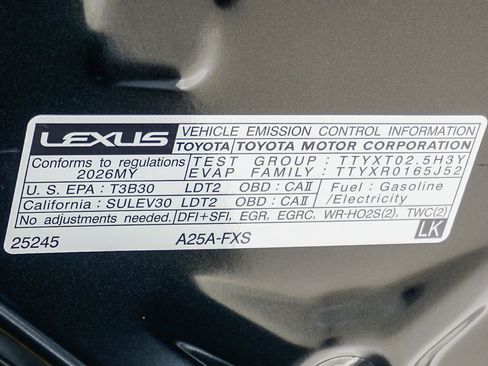 LEXUS VEHICLE EMISSION CONTROL INFORMATION
TOYOTA TOYOTA MOTOR CORPORATION
Conforms to regulations TEST GROUP : TTYXT02.5H3Y
2026MY EVAP FAMILY : TTYXR0165J52
U.S. EPA : T3B30 LDT2 OBD : CAII Fuel : Gasoline
California : SULEV30 LDT2 OBD : CAII /Electricity
No adjustments needed. DFI+SFI, EGR, EGRC, WR-HO2S(2), TWC(2)
25245 A25A-FXS LK